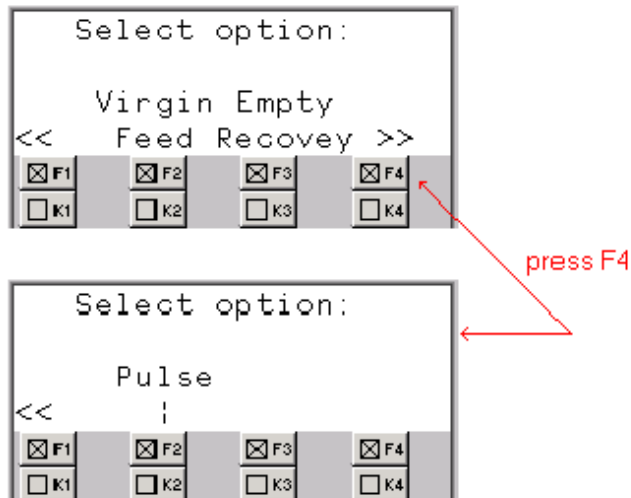 Select option:
Virgin Empty
<< Feed Recovey >>
F1 F2 F3 F4
K1 K2 K3 K4
press F4
Select option:
Pulse
<< ¦
F1 F2 F3 F4
K1 K2 K3 K4